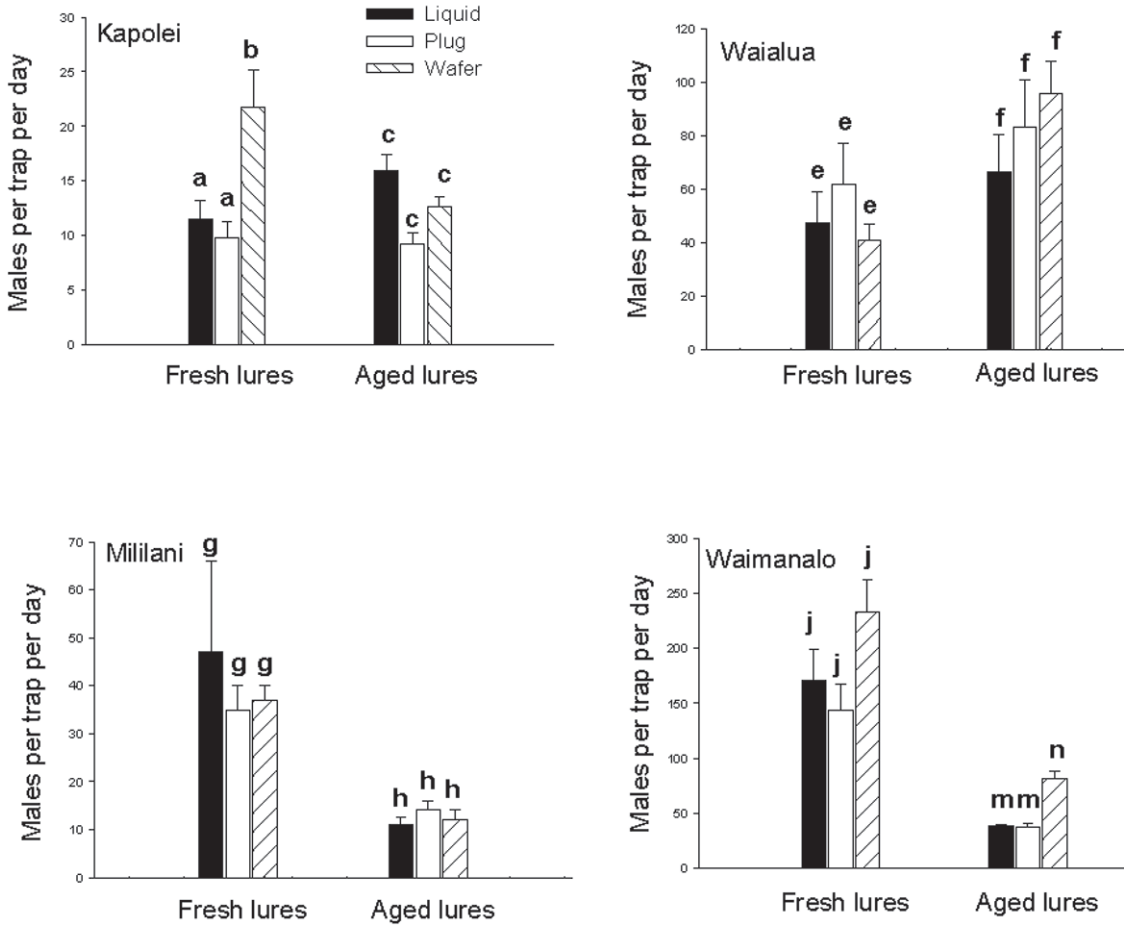 Kapolei
Liquid
Plug
Wafer
Males per trap per day
30
25
20
15
10
5
0
a
a
b
c
c
c
Fresh lures
Aged lures
Waialua
Males per trap per day
120
100
80
60
40
20
0
e
e
e
f
f
f
Fresh lures
Aged lures
Mililani
Males per trap per day
70
60
50
40
30
20
10
0
g
g
g
h
h
h
Fresh lures
Aged lures
Waimanalo
Males per trap per day
300
250
200
150
100
50
0
j
j
j
m
m
n
Fresh lures
Aged lures